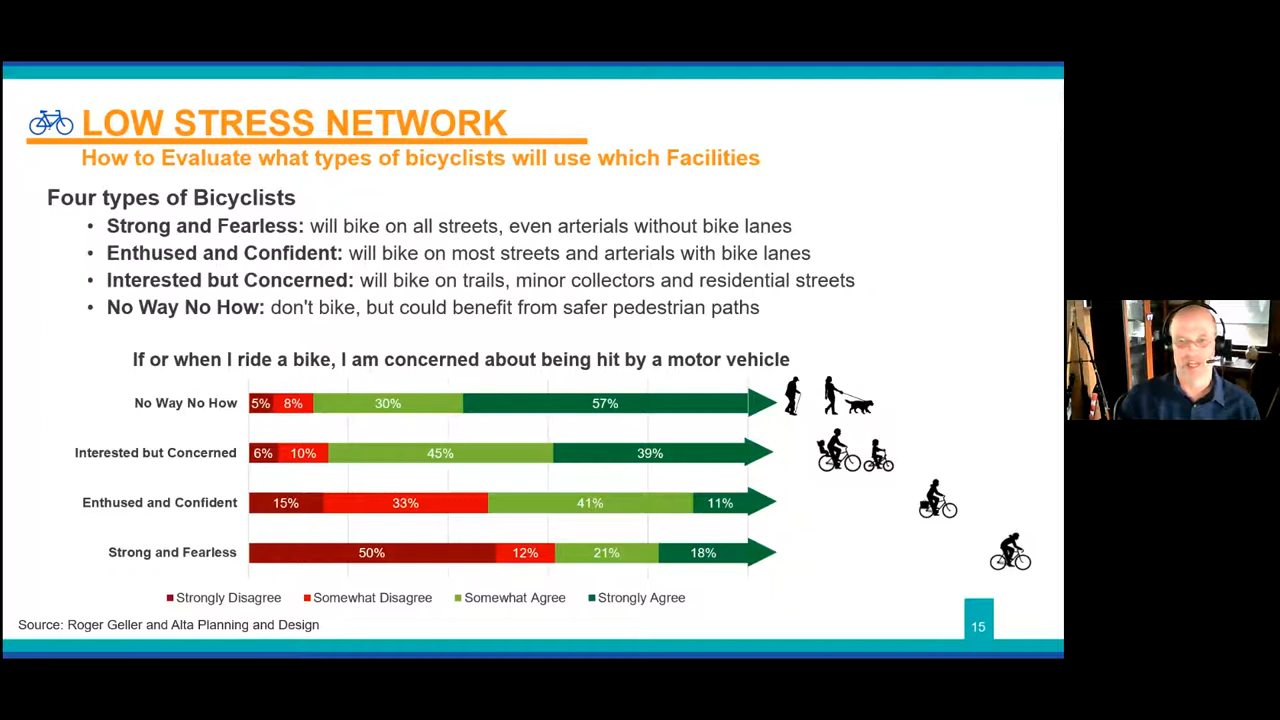 LOW STRESS NETWORK
How to Evaluate what types of bicyclists will use which Facilities
Four types of Bicyclists
• Strong and Fearless: will bike on all streets, even arterials without bike lanes
• Enthused and Confident: will bike on most streets and arterials with bike lanes
• Interested but Concerned: will bike on trails, minor collectors and residential streets
• No Way No How: don't bike, but could benefit from safer pedestrian paths
If or when I ride a bike, I am concerned about being hit by a motor vehicle
No Way No How 5% 8% 30% 57%
Interested but Concerned 6% 10% 45% 39%
Enthused and Confident 15% 33% 41% 11%
Strong and Fearless 50% 12% 21% 18%
Strongly Disagree Somewhat Disagree Somewhat Agree Strongly Agree
Source: Roger Geller and Alta Planning and Design
15